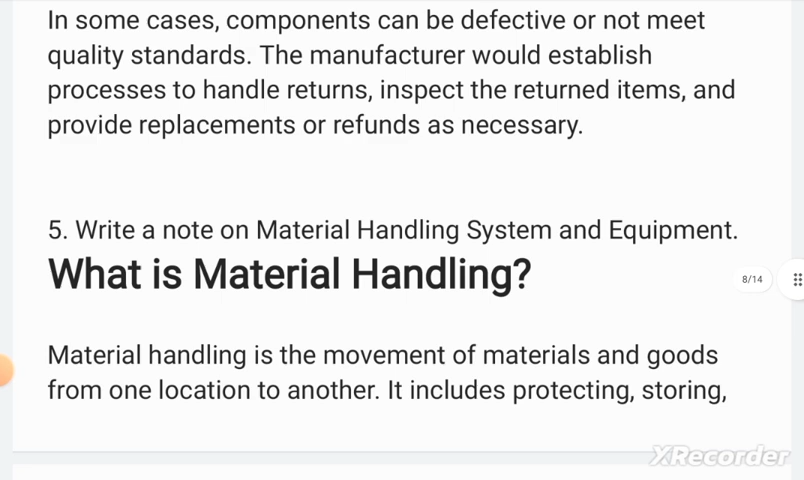 In some cases, components can be defective or not meet
quality standards. The manufacturer would establish
processes to handle returns, inspect the returned items, and
provide replacements or refunds as necessary.
5. Write a note on Material Handling System and Equipment.
What is Material Handling?
8/14
Material handling is the movement of materials and goods
from one location to another. It includes protecting, storing,
XRecorder